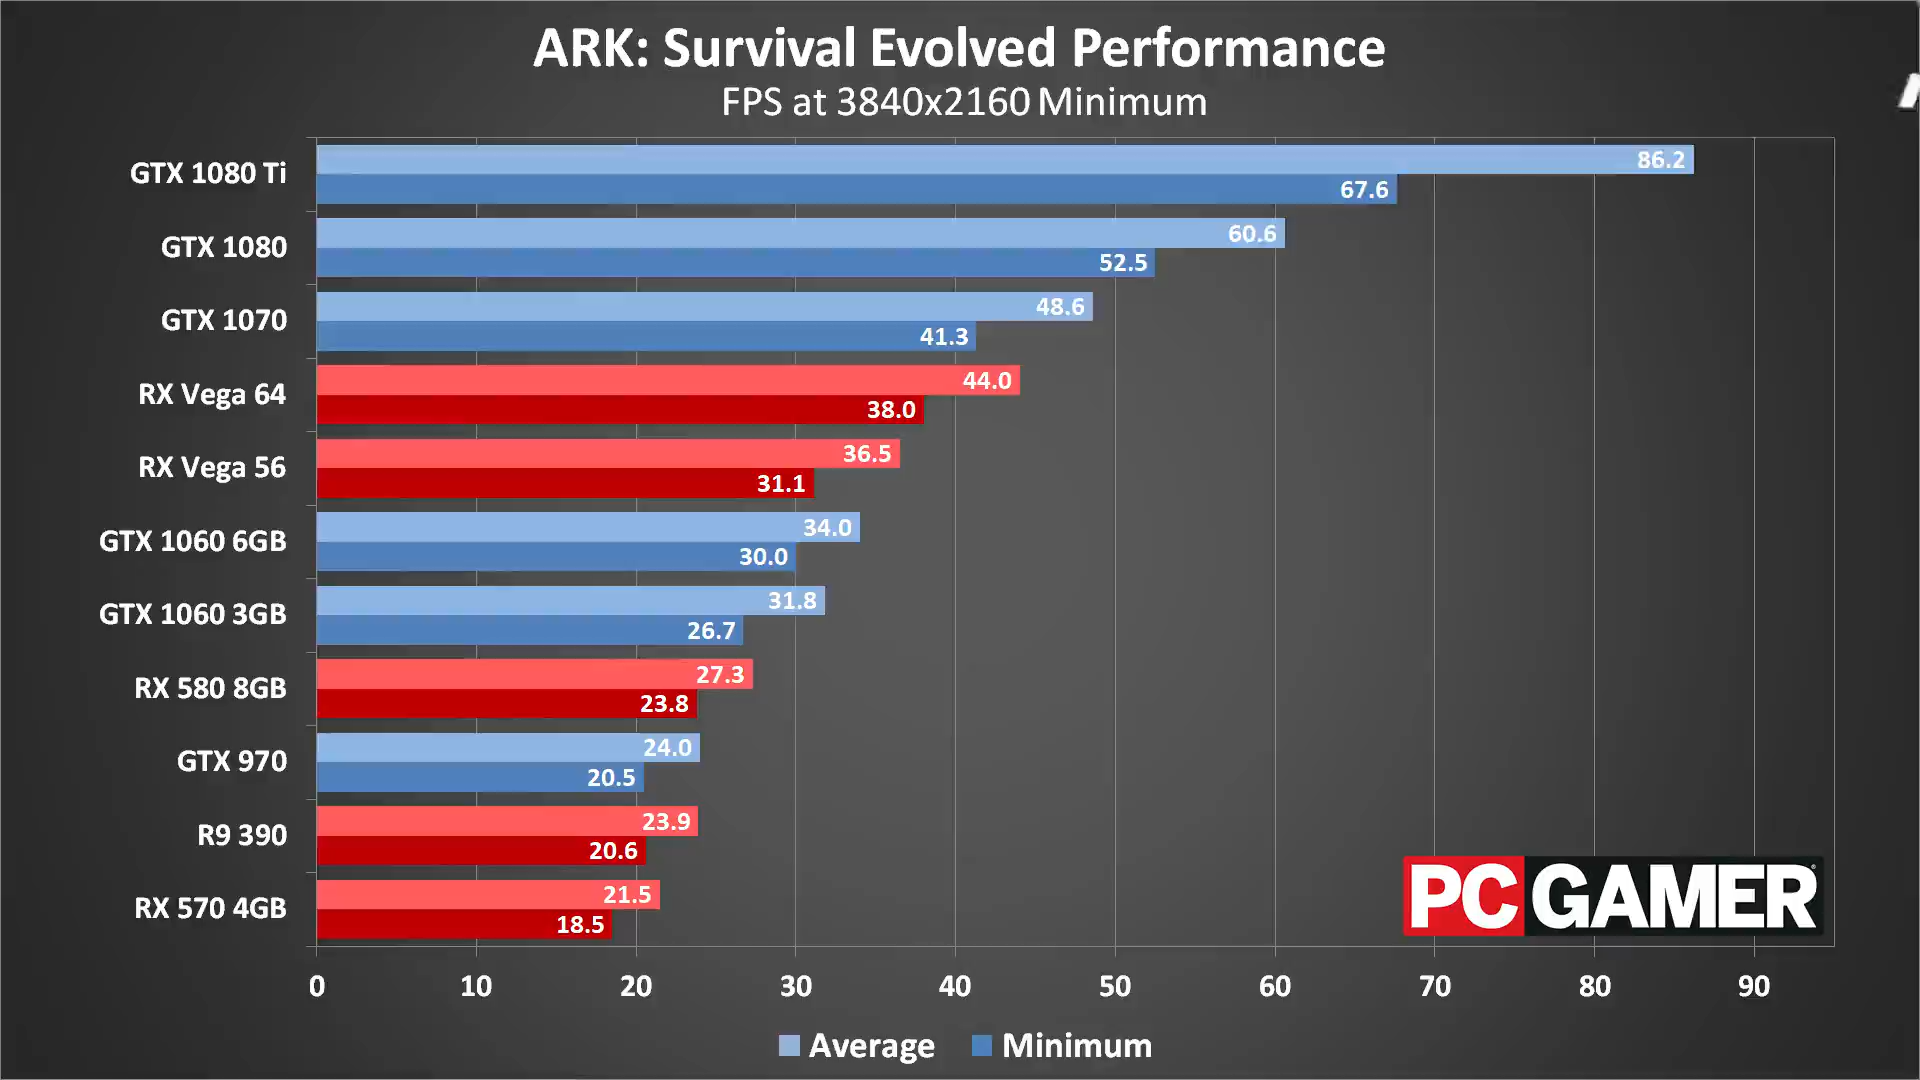 ARK: Survival Evolved Performance
FPS at 3840x2160 Minimum
GTX 1080 Ti
86.2
67.6
GTX 1080
60.6
52.5
GTX 1070
48.6
41.3
RX Vega 64
44.0
38.0
RX Vega 56
36.5
31.1
GTX 1060 6GB
34.0
30.0
GTX 1060 3GB
31.8
26.7
RX 580 8GB
27.3
23.8
GTX 970
24.0
20.5
R9 390
23.9
20.6
RX 570 4GB
21.5
18.5
PC GAMER
0 10 20 30 40 50 60 70 80 90
Average Minimum